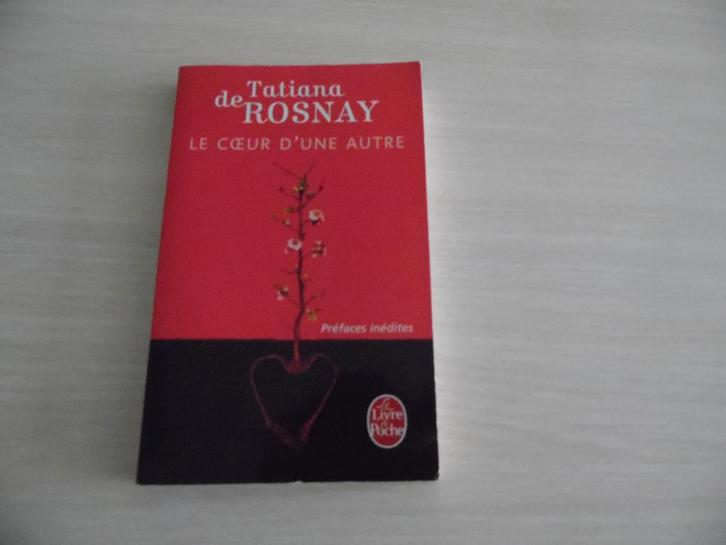 Tatiana
de ROSNAY
LE CŒUR D'UNE AUTRE
Préfaces inédites
Le
Livre
de
Poche